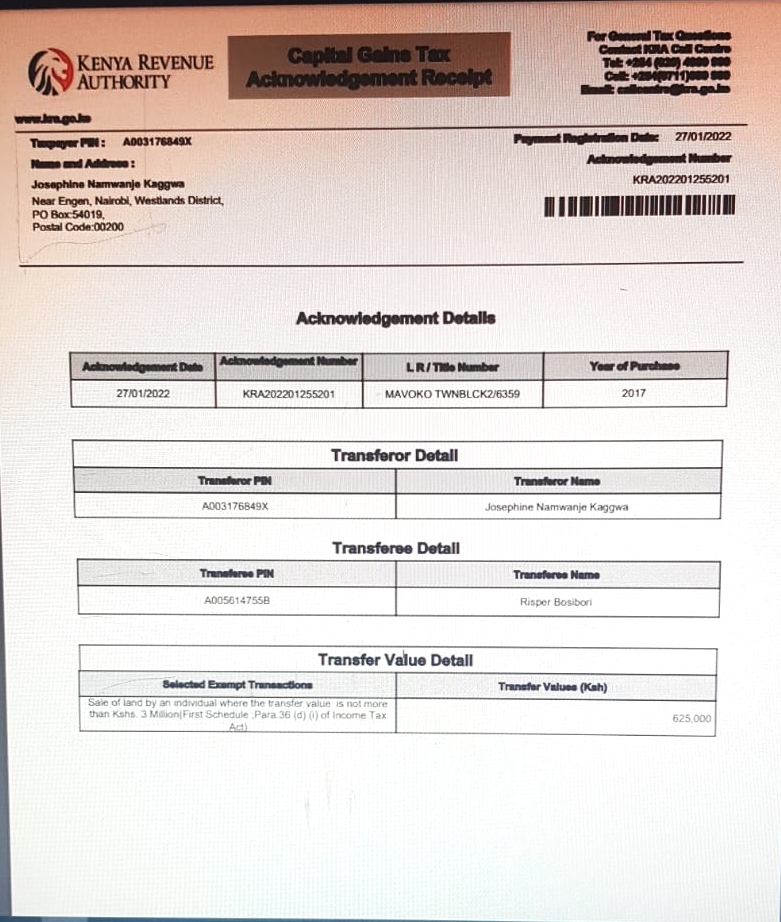 KENYA REVENUE
AUTHORITY
Capital Gains Tax
Acknowledgement Receipt
For General Tax Questions
Contact KRA Call Centre
Tel: +254 (020) 4999 999
Cell: +254(0711)099 999
Email: callcentre@kra.go.ke
www.kra.go.ke
Taxpayer PIN : A003176849X
Name and Address :
Josephine Namwanje Kaggwa
Near Engen, Nairobi, Westlands District,
PO Box:54019,
Postal Code:00200
Payment Registration Date: 27/01/2022
Acknowledgement Number
KRA202201255201
Acknowledgement Details
Acknowledgement Date Acknowledgement Number L R / Title Number Year of Purchase
27/01/2022 KRA202201255201 MAVOKO TWNBLCK2/6359 2017
Transferor Detail
Transferor PIN Transferor Name
A003176849X Josephine Namwanje Kaggwa
Transferee Detail
Transferee PIN Transferee Name
A005614755B Risper Bosibori
Transfer Value Detail
Selected Exempt Transactions Transfer Values (Ksh)
Sale of land by an individual where the transfer value is not more
than Kshs. 3 Million(First Schedule ;Para.36 (d) (i) of Income Tax
Act)
625,000